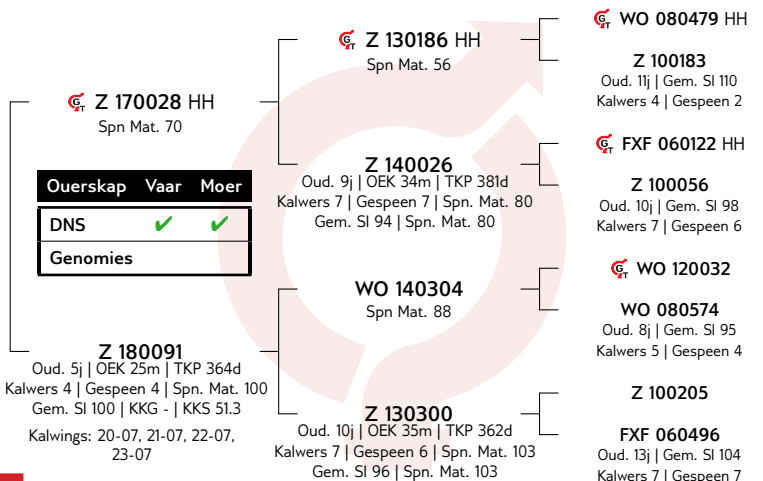 Z 170028 HH
Spn Mat. 70
Ouerskap Vaar Moer
DNS ✔ ✔
Genomies
Z 180091
Oud. 5j | OEK 25m | TKP 364d
Kalwers 4 | Gespeen 4 | Spn. Mat. 100
Gem. SI 100 | KKG - | KKS 51.3
Kalwings: 20-07, 21-07, 22-07,
23-07
Z 130186 HH
Spn Mat. 56
Z 140026
Oud. 9j | OEK 34m | TKP 381d
Kalwers 7 | Gespeen 7 | Spn. Mat. 80
Gem. SI 94 | Spn. Mat. 80
WO 140304
Spn Mat. 88
Z 130300
Oud. 10j | OEK 35m | TKP 362d
Kalwers 7 | Gespeen 6 | Spn. Mat. 103
Gem. SI 96 | Spn. Mat. 103
WO 080479 HH
Z 100183
Oud. 11j | Gem. SI 110
Kalwers 4 | Gespeen 2
FXF 060122 HH
Z 100056
Oud. 10j | Gem. SI 98
Kalwers 7 | Gespeen 6
WO 120032
WO 080574
Oud. 8j | Gem. SI 95
Kalwers 5 | Gespeen 4
Z 100205
FXF 060496
Oud. 13j | Gem. SI 104
Kalwers 7 | Gespeen 7